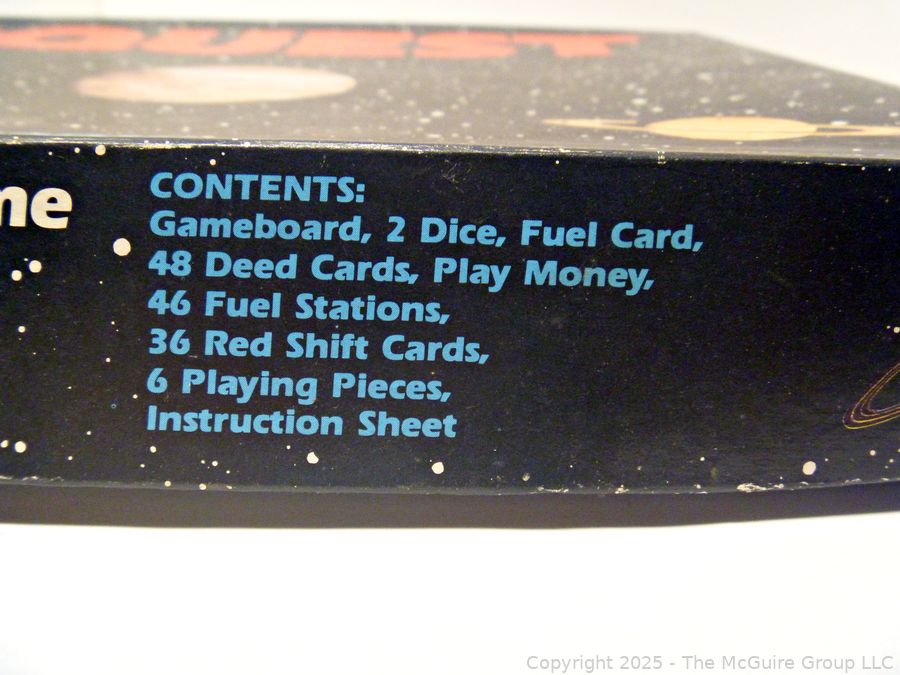 QUEST
me
CONTENTS:
Gameboard, 2 Dice, Fuel Card,
48 Deed Cards, Play Money,
46 Fuel Stations,
36 Red Shift Cards,
6 Playing Pieces,
Instruction Sheet
Copyright 2025 - The McGuire Group LLC